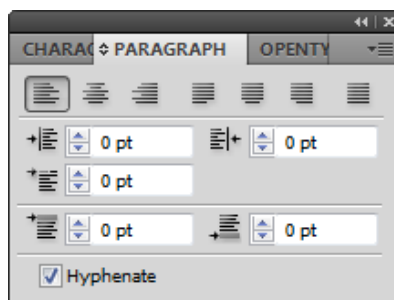 CHARAC PARAGRAPH OPENTY
0 pt 0 pt
0 pt
0 pt 0 pt
Hyphenate